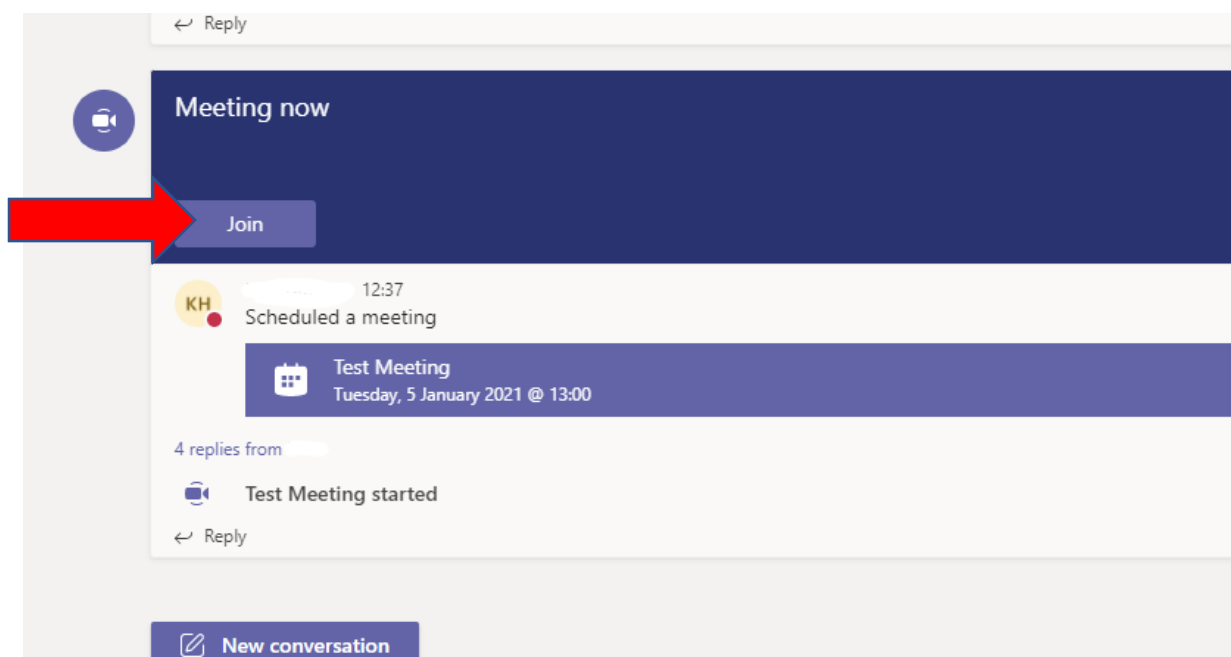 Reply
Meeting now
Join
KH
12:37
Scheduled a meeting
Test Meeting
Tuesday, 5 January 2021 @ 13:00
4 replies from
Test Meeting started
Reply
New conversation